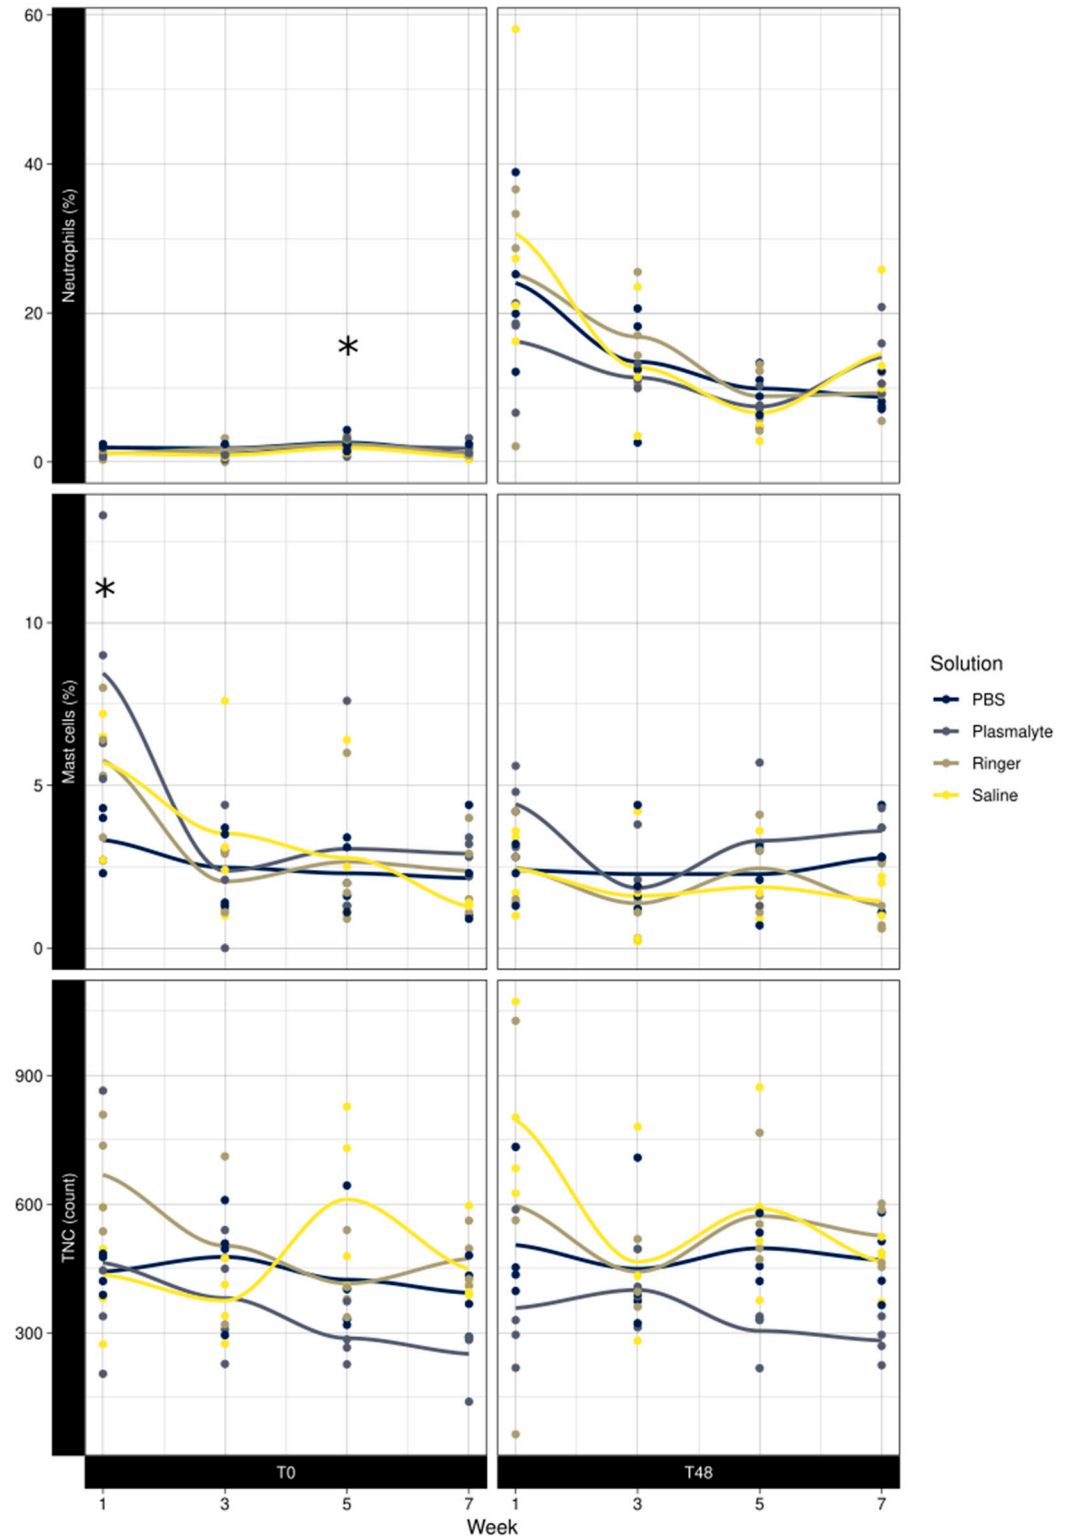 60
40
20
0
Neutrophils (%)
*
10
5
0
Mast cells (%)
*
900
600
300
TNC (count)
T0
T48
1 3 5 7
1 3 5 7
Week
Solution
PBS
Plasmalyte
Ringer
Saline